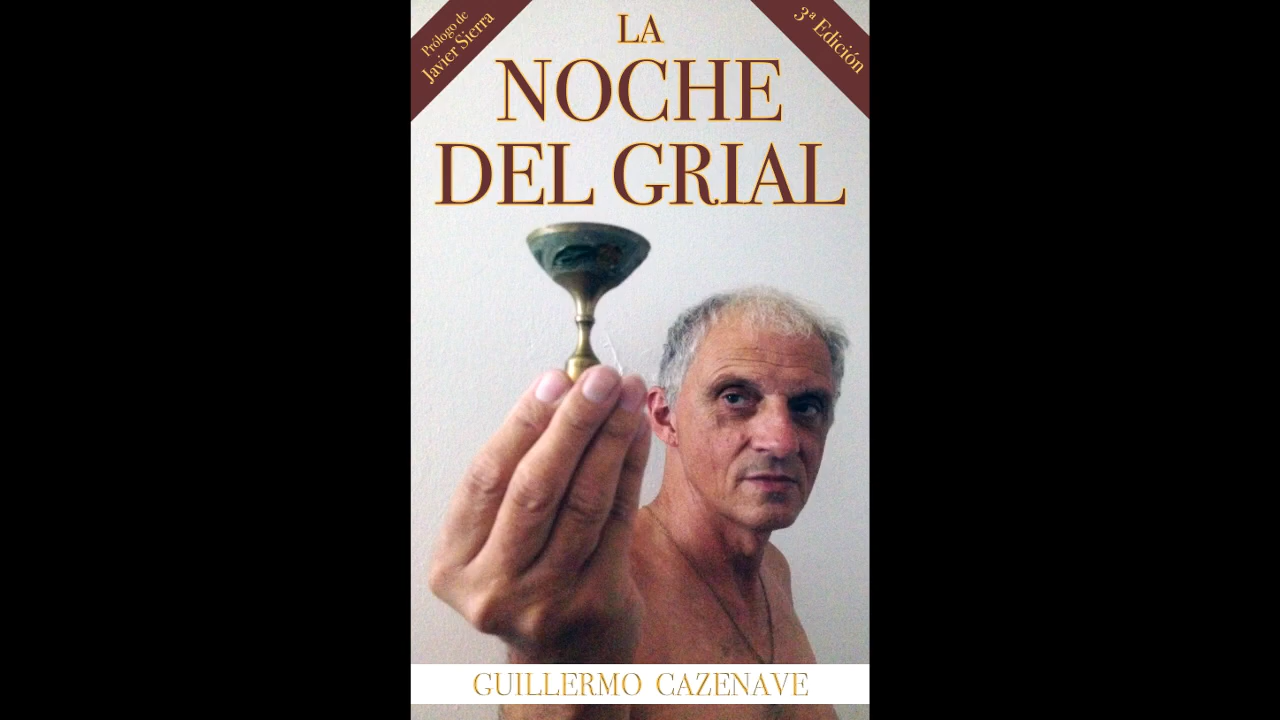 Prólogo de
Javier Sierra
3ª Edición
LA
NOCHE
DEL GRIAL
GUILLERMO CAZENAVE